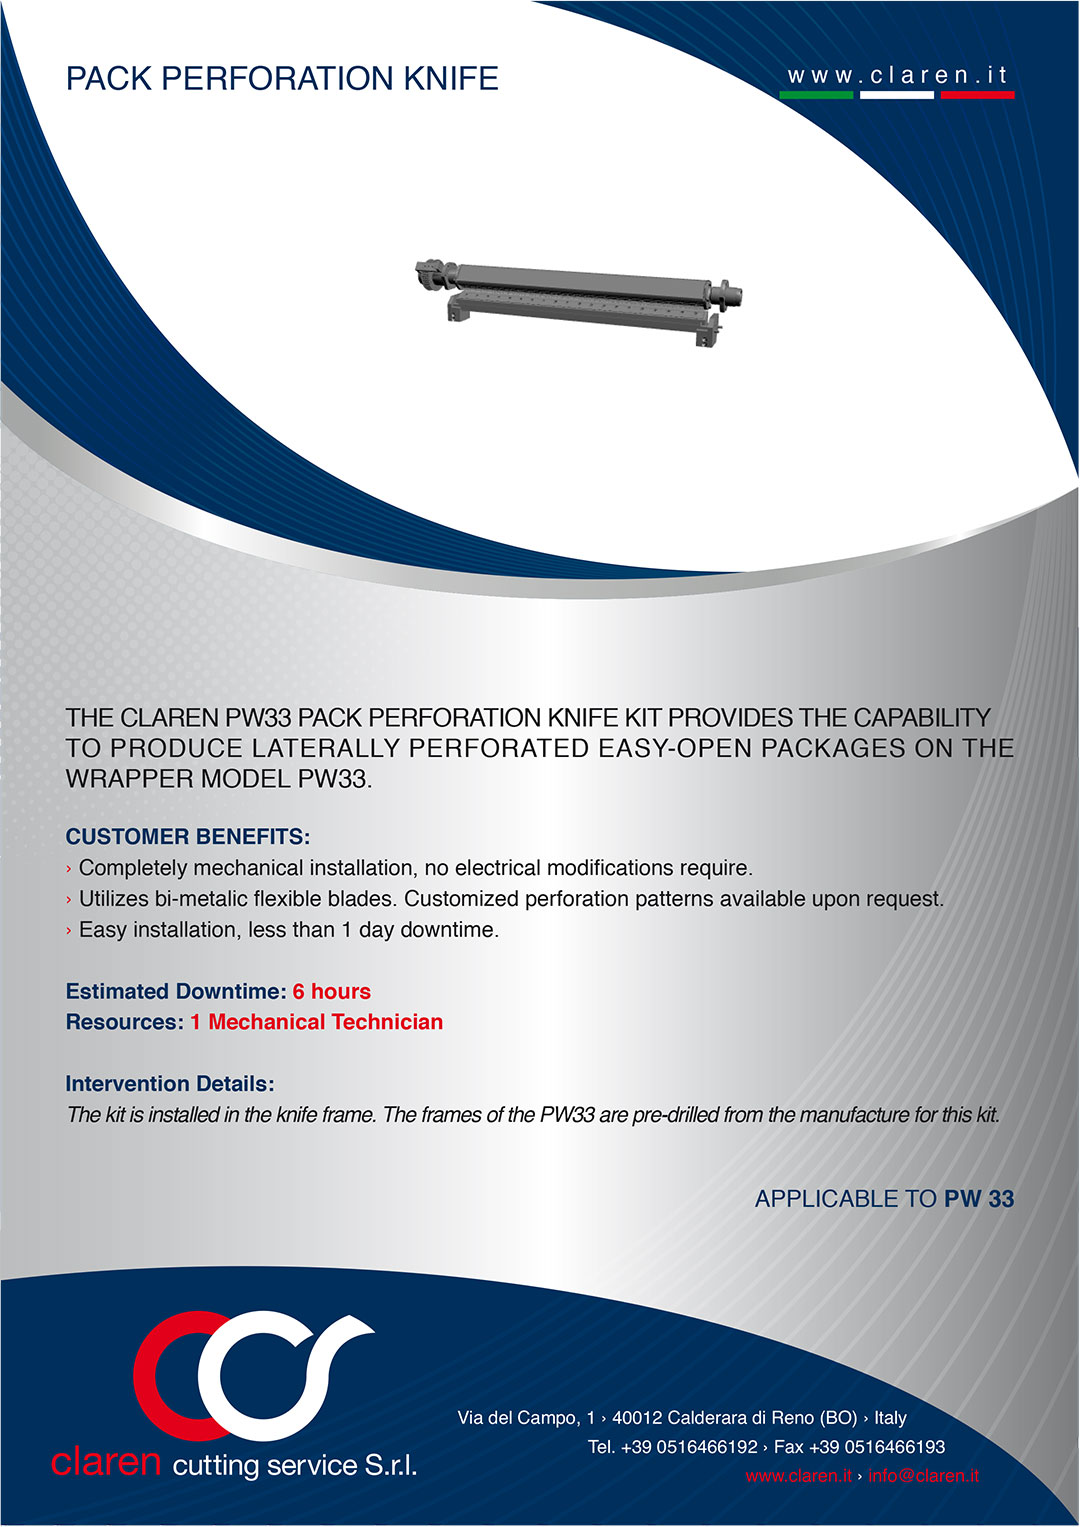 PACK PERFORATION KNIFE
www.claren.it
THE CLAREN PW33 PACK PERFORATION KNIFE KIT PROVIDES THE CAPABILITY
TO PRODUCE LATERALLY PERFORATED EASY-OPEN PACKAGES ON THE
WRAPPER MODEL PW33.
CUSTOMER BENEFITS:
› Completely mechanical installation, no electrical modifications require.
› Utilizes bi-metalic flexible blades. Customized perforation patterns available upon request.
› Easy installation, less than 1 day downtime.
Estimated Downtime: 6 hours
Resources: 1 Mechanical Technician
Intervention Details:
The kit is installed in the knife frame. The frames of the PW33 are pre-drilled from the manufacture for this kit.
APPLICABLE TO PW 33
claren cutting service S.r.l.
Via del Campo, 1 › 40012 Calderara di Reno (BO) › Italy
Tel. +39 0516466192 › Fax +39 0516466193
www.claren.it › info@claren.it